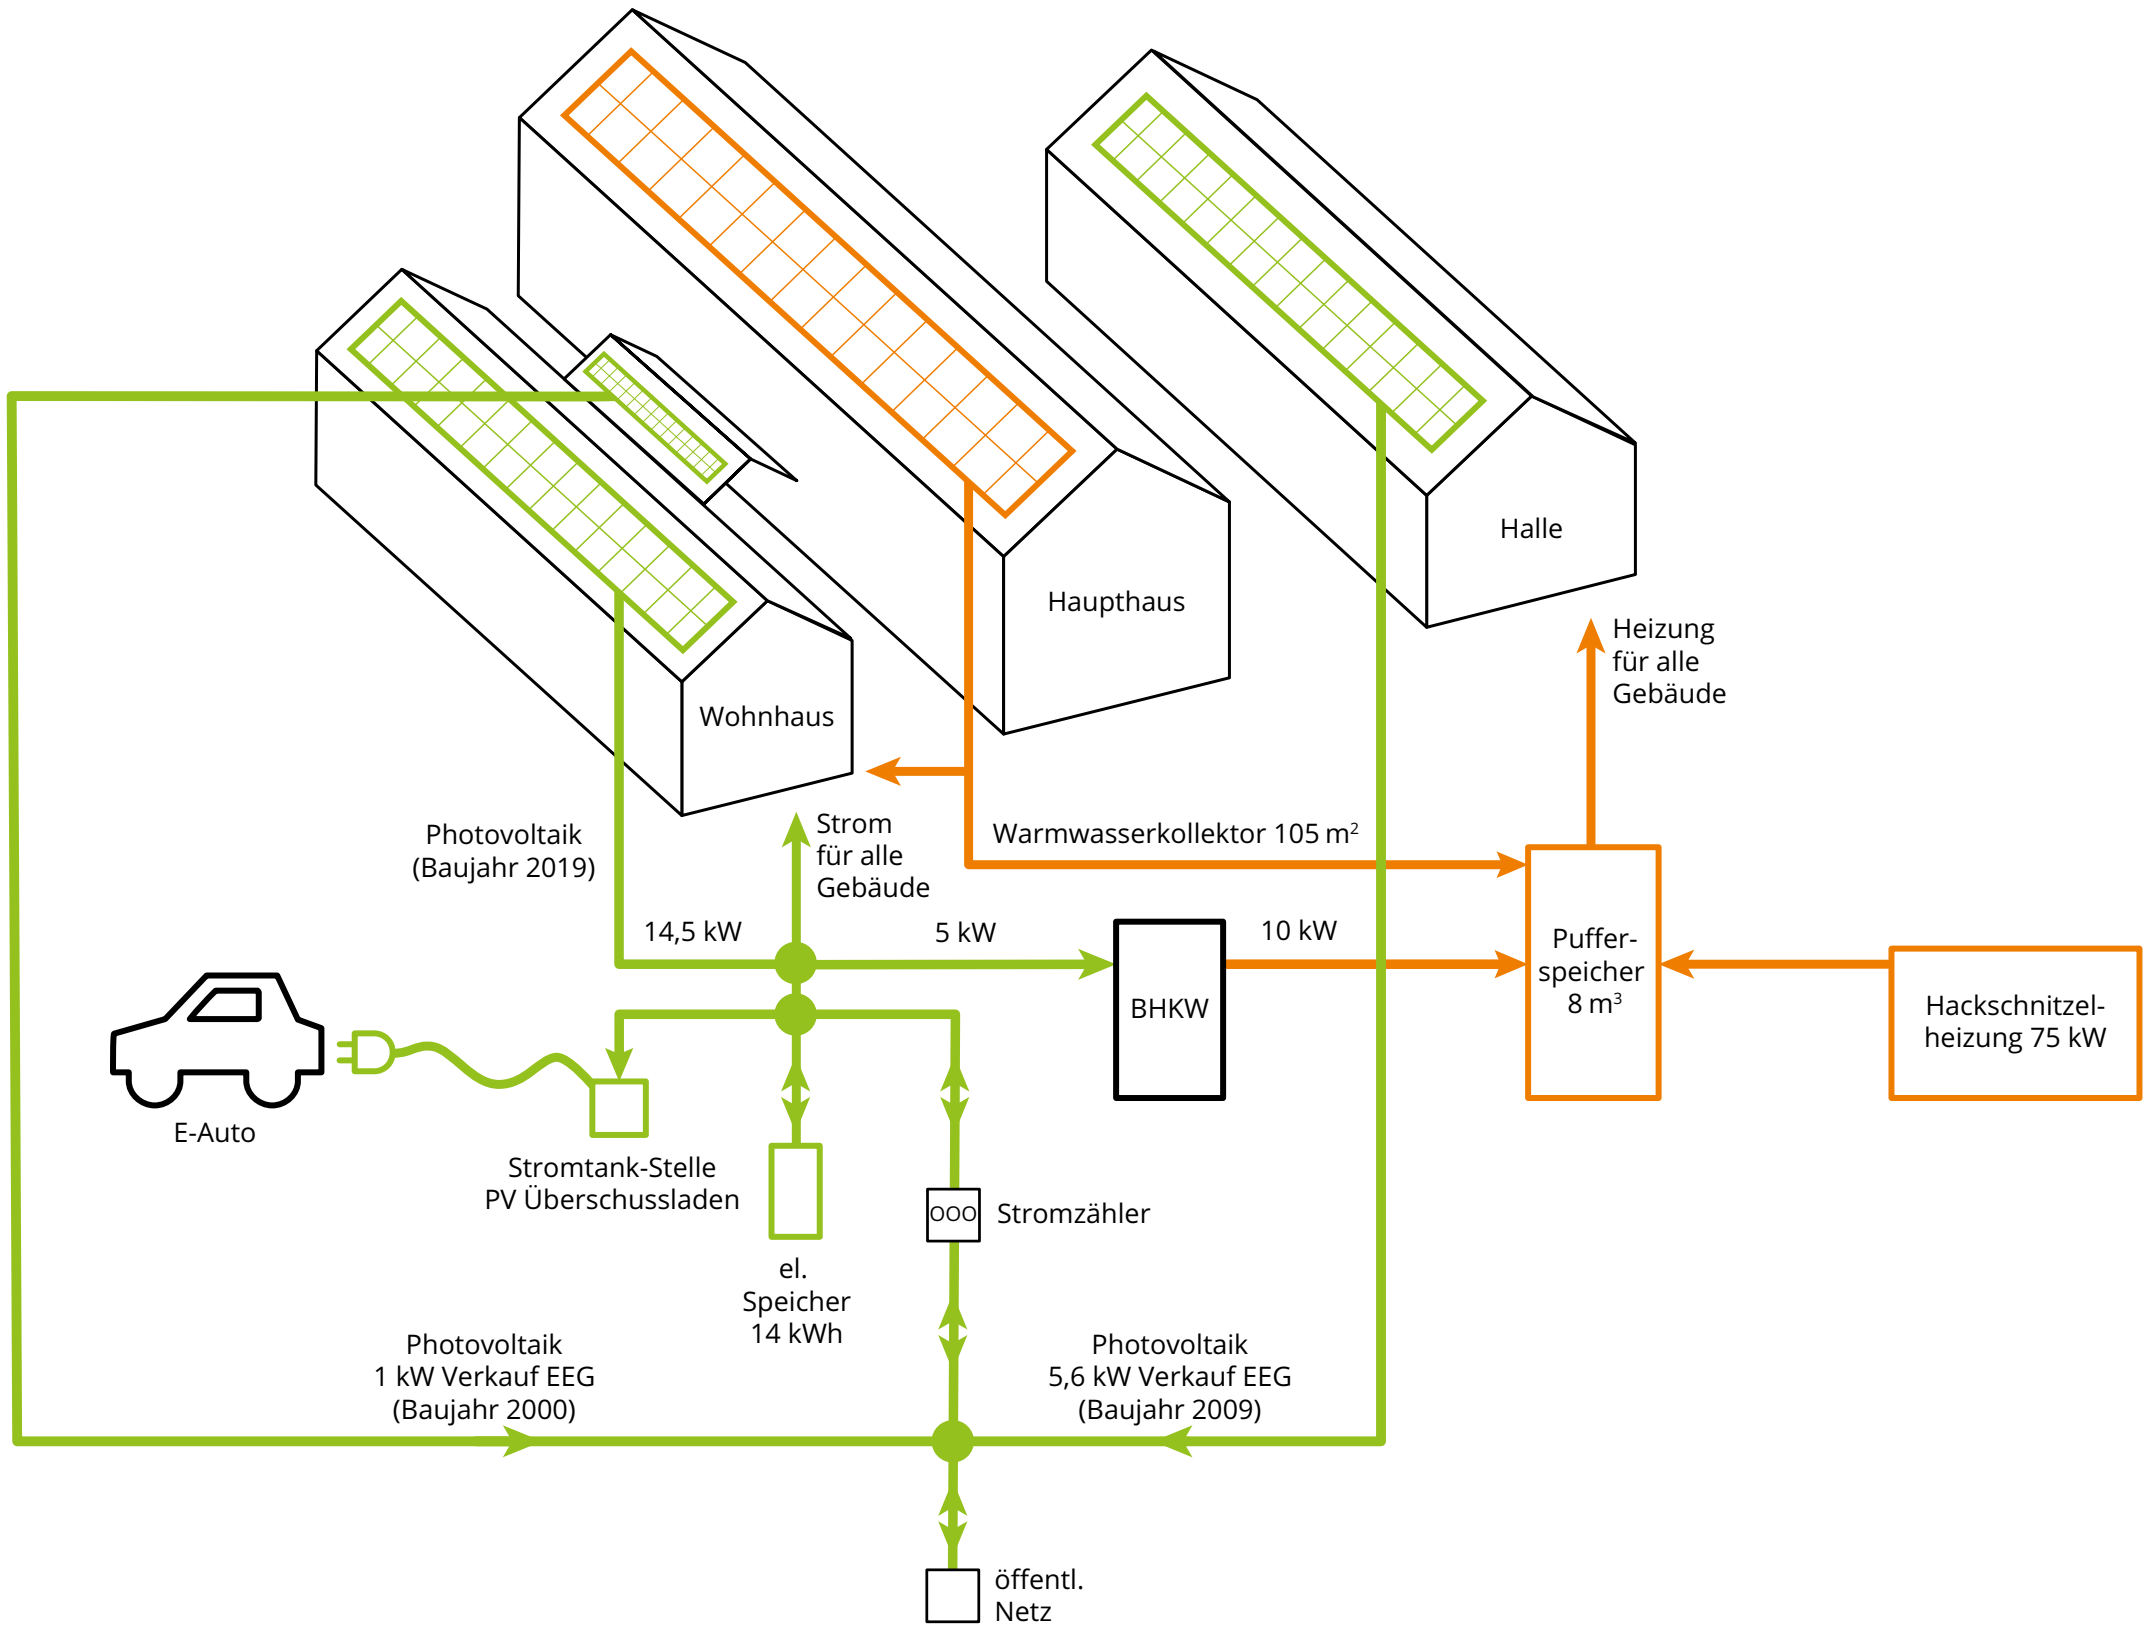 Halle
Haupthaus
Heizung
für alle
Gebäude
Wohnhaus
Photovoltaik
(Baujahr 2019)
Strom
für alle
Gebäude
Warmwasserkollektor 105 m²
14,5 kW
5 kW
10 kW
BHKW
Puffer-
speicher
8 m³
Hackschnitzel-
heizung 75 kW
E-Auto
Stromtank-Stelle
PV Überschussladen
OOO
Stromzähler
el.
Speicher
14 kWh
Photovoltaik
1 kW Verkauf EEG
(Baujahr 2000)
Photovoltaik
5,6 kW Verkauf EEG
(Baujahr 2009)
öffentl.
Netz